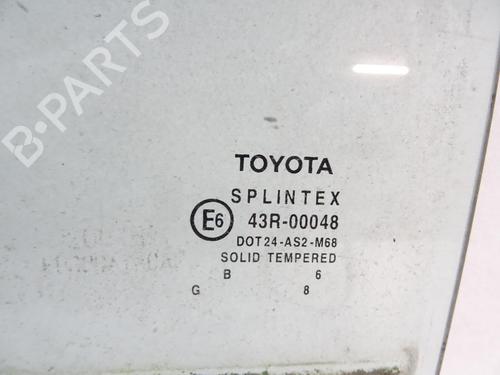 B-PARTS
TOYOTA
SPLINTEX
E6 43R-00048
DOT24-AS2-M68
SOLID TEMPERED
B 6
G 8